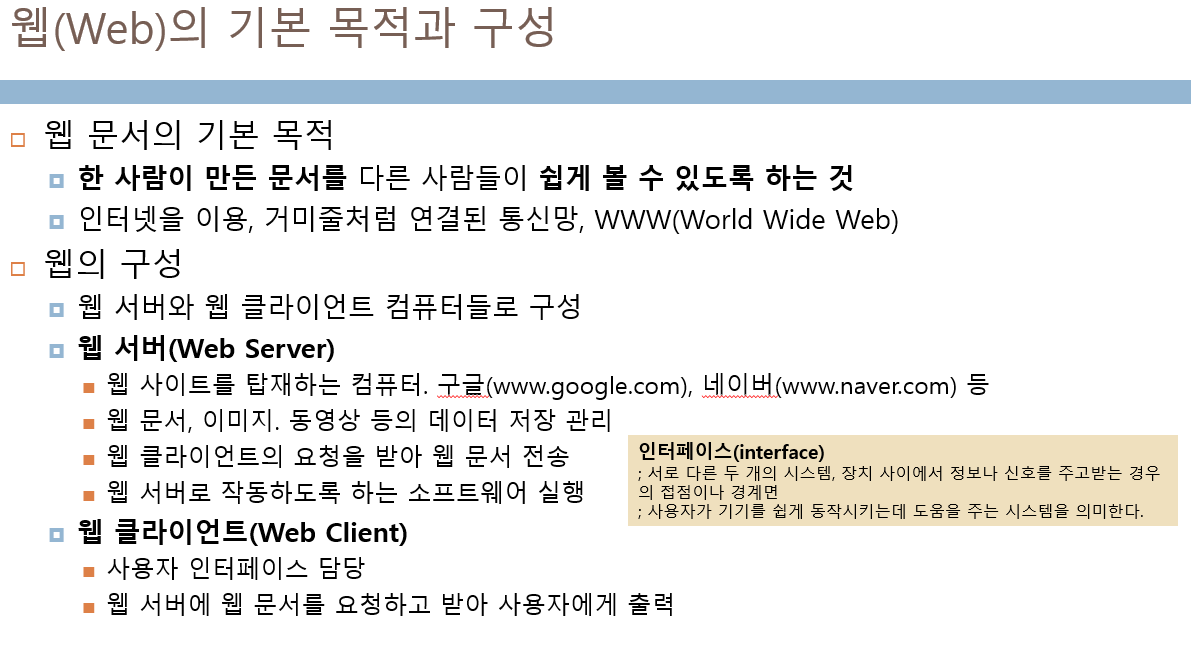 웹(Web)의 기본 목적과 구성
웹 문서의 기본 목적
한 사람이 만든 문서를 다른 사람들이 쉽게 볼 수 있도록 하는 것
인터넷을 이용, 거미줄처럼 연결된 통신망, WWW(World Wide Web)
웹의 구성
웹 서버와 웹 클라이언트 컴퓨터들로 구성
웹 서버(Web Server)
웹 사이트를 탑재하는 컴퓨터. 구글(www.google.com), 네이버(www.naver.com) 등
웹 문서, 이미지. 동영상 등의 데이터 저장 관리
웹 클라이언트의 요청을 받아 웹 문서 전송
웹 서버로 작동하도록 하는 소프트웨어 실행
인터페이스(interface)
; 서로 다른 두 개의 시스템, 장치 사이에서 정보나 신호를 주고받는 경우
의 접점이나 경계면
; 사용자가 기기를 쉽게 동작시키는데 도움을 주는 시스템을 의미한다.
웹 클라이언트(Web Client)
사용자 인터페이스 담당
웹 서버에 웹 문서를 요청하고 받아 사용자에게 출력